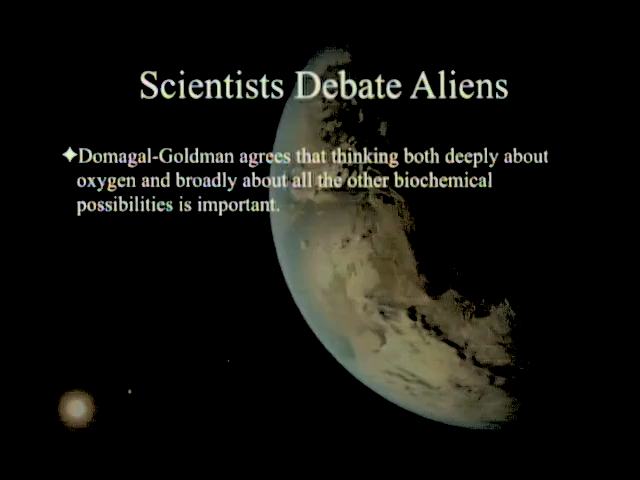 Scientists Debate Aliens
✦Domagal-Goldman agrees that thinking both deeply about
oxygen and broadly about all the other biochemical
possibilities is important.